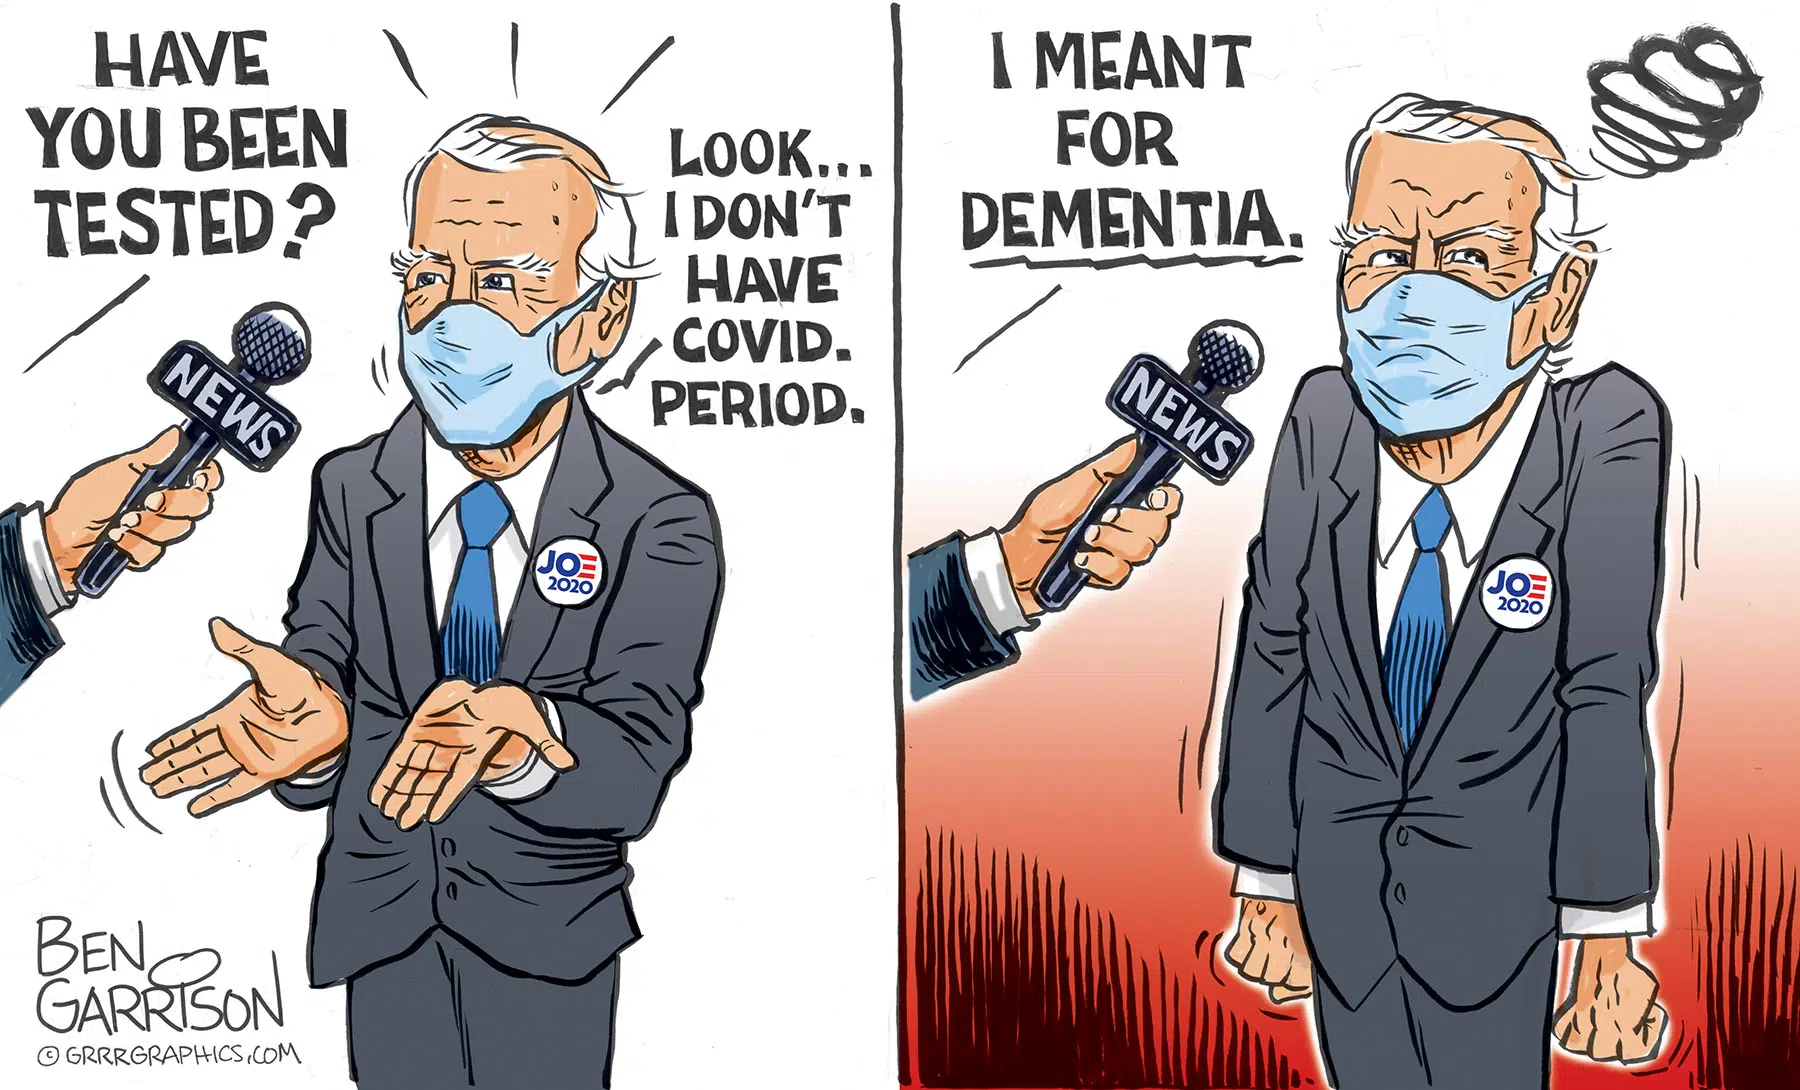 HAVE
YOU BEEN
TESTED?
LOOK...
I DON'T
HAVE
COVID.
PERIOD.
NEWS
JOE
2020
BEN
GARRISON
© GRRRGRAPHICS.COM
I MEANT
FOR
DEMENTIA.
NEWS
JOE
2020